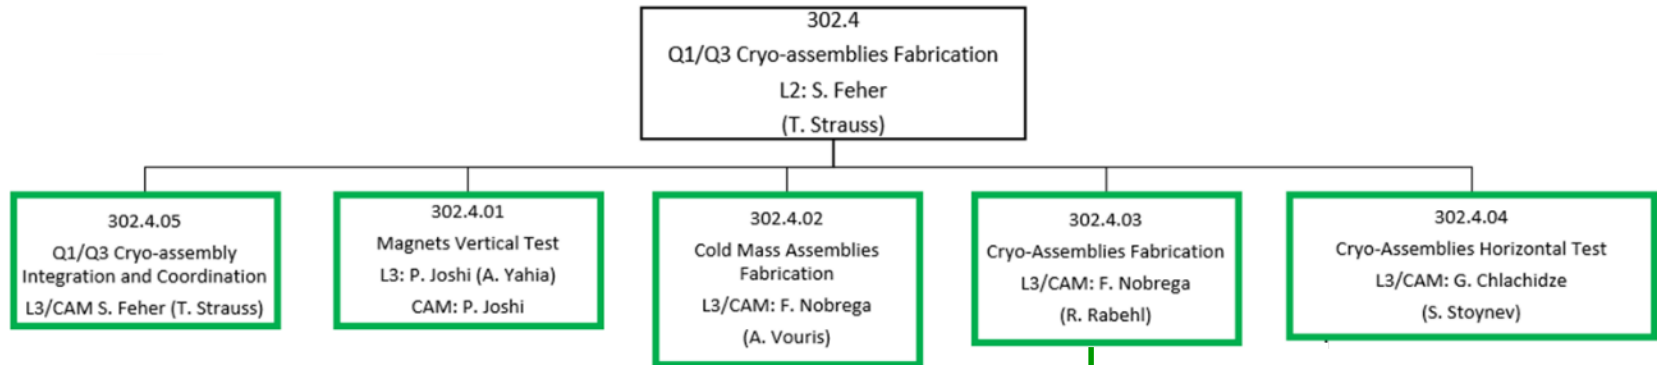 302.4
Q1/Q3 Cryo-assemblies Fabrication
L2: S. Feher
(T. Strauss)
302.4.05
Q1/Q3 Cryo-assembly
Integration and Coordination
L3/CAM S. Feher (T. Strauss)
302.4.01
Magnets Vertical Test
L3: P. Joshi (A. Yahia)
CAM: P. Joshi
302.4.02
Cold Mass Assemblies
Fabrication
L3/CAM: F. Nobrega
(A. Vouris)
302.4.03
Cryo-Assemblies Fabrication
L3/CAM: F. Nobrega
(R. Rabehl)
302.4.04
Cryo-Assemblies Horizontal Test
L3/CAM: G. Chlachidze
(S. Stoynev)